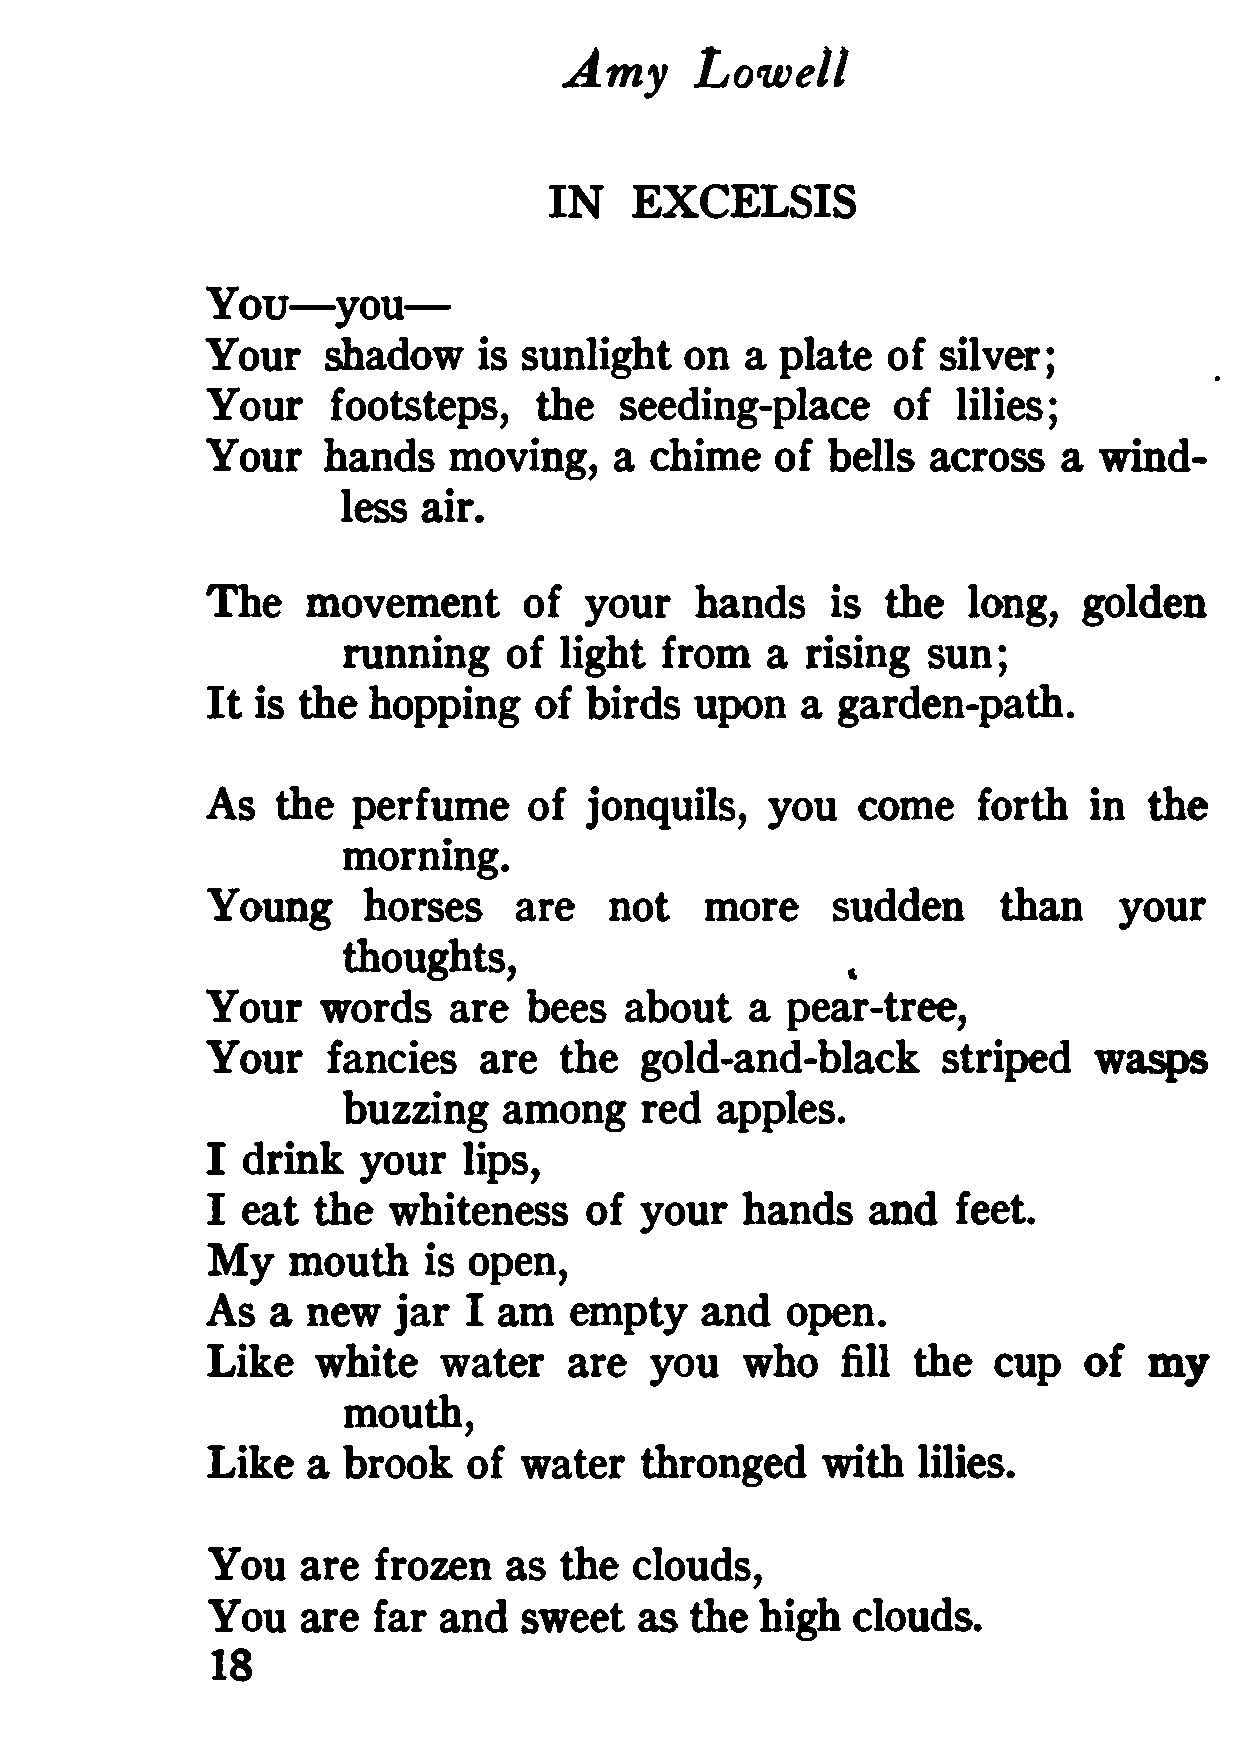 Amy Lowell
IN EXCELSIS
You—you—
Your shadow is sunlight on a plate of silver;
Your footsteps, the seeding-place of lilies;
Your hands moving, a chime of bells across a wind-
less air.
The movement of your hands is the long, golden
running of light from a rising sun;
It is the hopping of birds upon a garden-path.
As the perfume of jonquils, you come forth in the
morning.
Young horses are not more sudden than your
thoughts,
Your words are bees about a pear-tree,
Your fancies are the gold-and-black striped wasps
buzzing among red apples.
I drink your lips,
I eat the whiteness of your hands and feet.
My mouth is open,
As a new jar I am empty and open.
Like white water are you who fill the cup of my
mouth,
Like a brook of water thronged with lilies.
You are frozen as the clouds,
You are far and sweet as the high clouds.
18